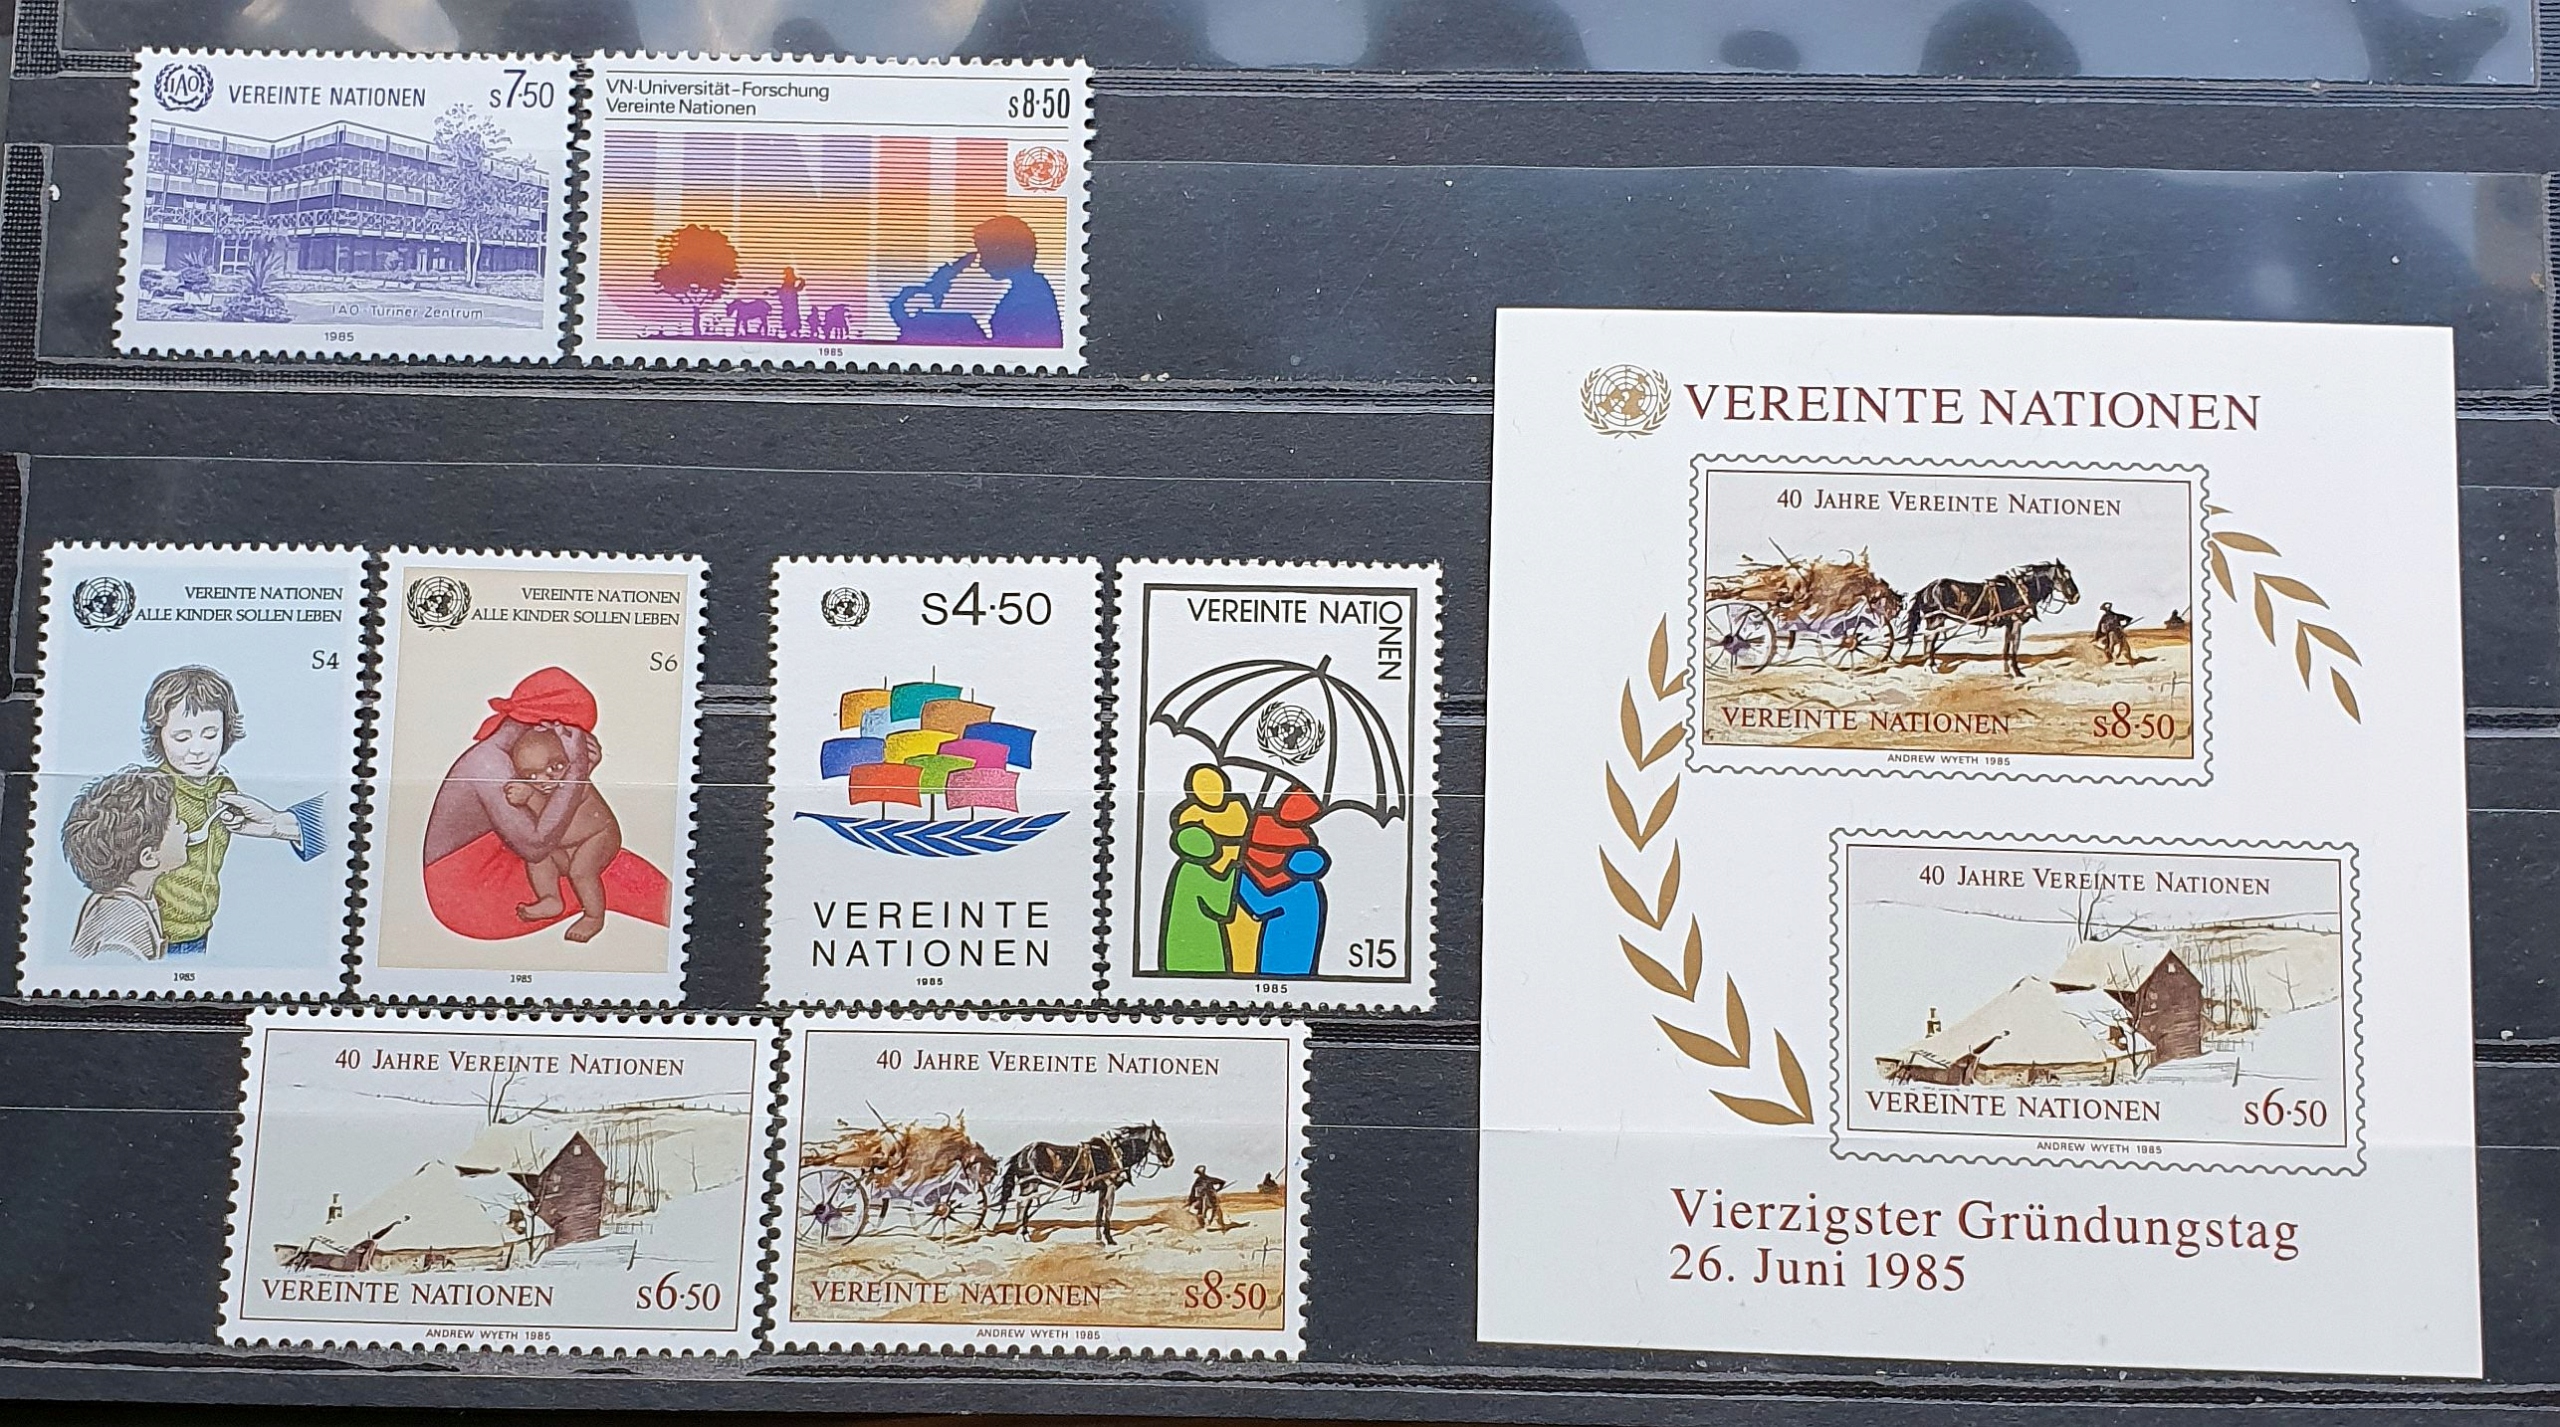 IAO
VEREINTE NATIONEN
s7·50
IAO · Turiner Zentrum
1985
VN-Universität-Forschung
Vereinte Nationen
s8·50
UNU
1985
VEREINTE NATIONEN
ALLE KINDER SOLLEN LEBEN
S4
1985
VEREINTE NATIONEN
ALLE KINDER SOLLEN LEBEN
S6
1985
S4·50
VEREINTE
NATIONEN
1985
VEREINTE NATIONEN
s15
1985
40 JAHRE VEREINTE NATIONEN
VEREINTE NATIONEN
s6·50
ANDREW WYETH 1985
40 JAHRE VEREINTE NATIONEN
VEREINTE NATIONEN
s8·50
ANDREW WYETH 1985
VEREINTE NATIONEN
40 JAHRE VEREINTE NATIONEN
VEREINTE NATIONEN
s8·50
ANDREW WYETH 1985
40 JAHRE VEREINTE NATIONEN
VEREINTE NATIONEN
s6·50
ANDREW WYETH 1985
Vierzigster Gründungstag
26. Juni 1985